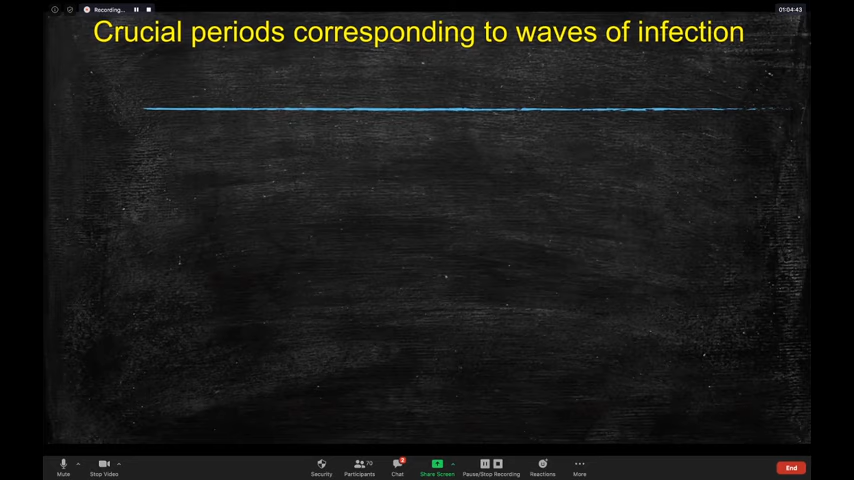 Recording... 01:04:43
Crucial periods corresponding to waves of infection
Mute Stop Video Security Participants 70 Chat 2 Share Screen Pause/Stop Recording Reactions More End